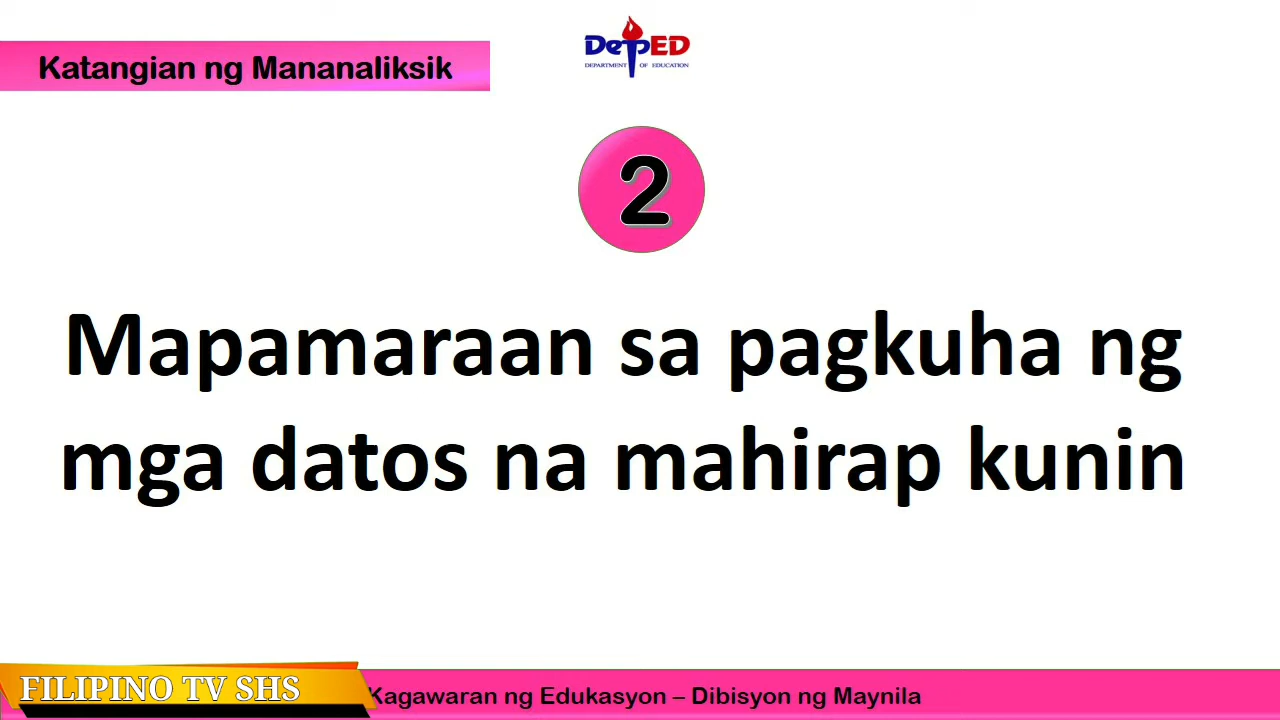 DepED
DEPARTMENT OF EDUCATION
Katangian ng Mananaliksik
2
Mapamaraan sa pagkuha ng
mga datos na mahirap kunin
FILIPINO TV SHS
Kagawaran ng Edukasyon – Dibisyon ng Maynila